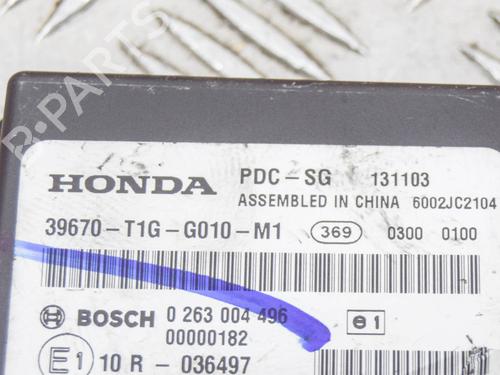 B-PARTS
HONDA PDC-SG 131103
ASSEMBLED IN CHINA 6002JC2104
39670-T1G-G010-M1 369 0300 0100
BOSCH 0 263 004 496 e1
00000182
E1 10 R - 036497